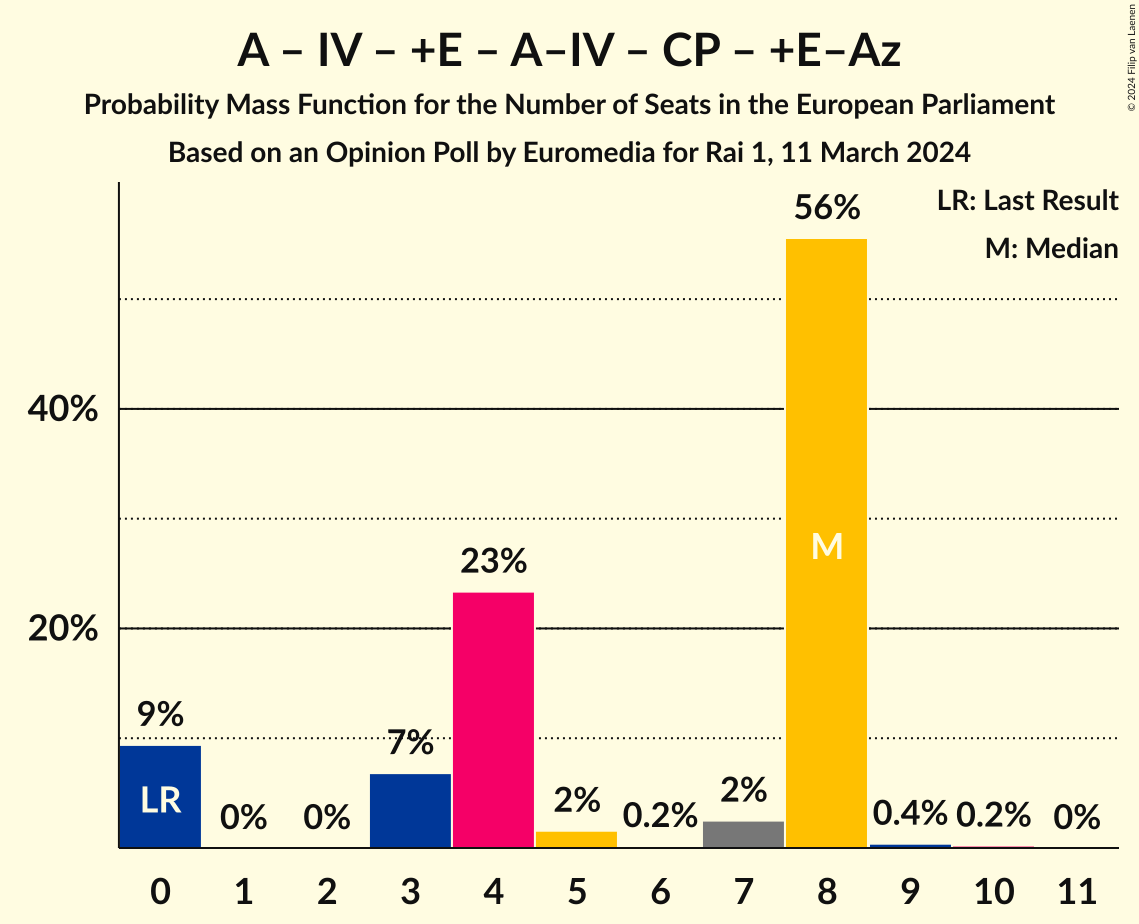 A – IV – +E – A–IV – CP – +E–Az
Probability Mass Function for the Number of Seats in the European Parliament
Based on an Opinion Poll by Euromedia for Rai 1, 11 March 2024
© 2024 Filip van Laenen
LR: Last Result
M: Median
56%
40%
M
23%
20%
9%
7%
LR
0%
0%
2%
0.2%
2%
0.4%
0.2%
0%
0 1 2 3 4 5 6 7 8 9 10 11